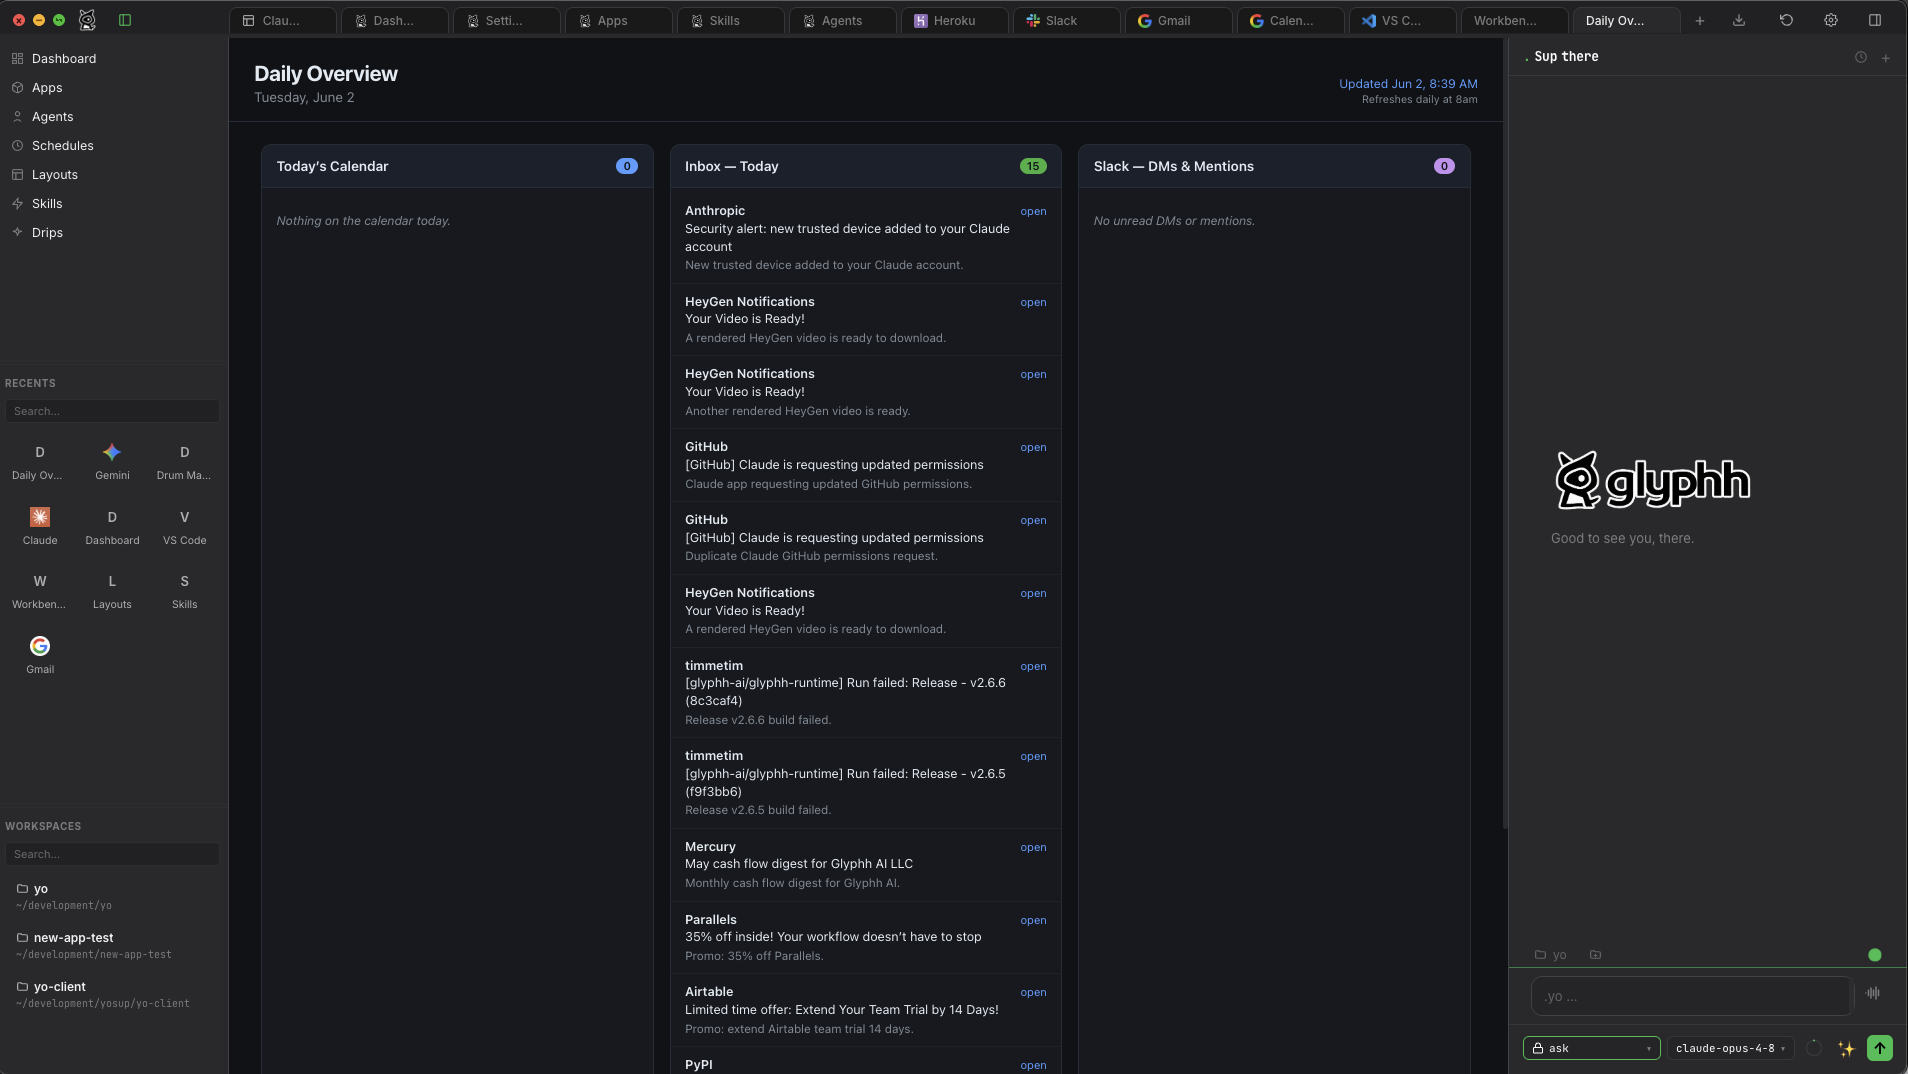 Clau...
Dash...
Setti...
Apps
Skills
Agents
Heroku
Slack
Gmail
Calen...
VS C...
Workben...
Daily Ov...
Dashboard
Apps
Agents
Schedules
Layouts
Skills
Drips
RECENTS
Search...
D
Daily Ov...
Gemini
D
Drum Ma...
Claude
D
Dashboard
V
VS Code
W
Workben...
L
Layouts
S
Skills
Gmail
WORKSPACES
Search...
yo
~/development/yo
new-app-test
~/development/new-app-test
yo-client
~/development/yosup/yo-client
Daily Overview
Tuesday, June 2
Updated Jun 2, 8:39 AM
Refreshes daily at 8am
Today's Calendar
0
Nothing on the calendar today.
Inbox — Today
15
Anthropic
open
Security alert: new trusted device added to your Claude
account
New trusted device added to your Claude account.
HeyGen Notifications
open
Your Video is Ready!
A rendered HeyGen video is ready to download.
HeyGen Notifications
open
Your Video is Ready!
Another rendered HeyGen video is ready.
GitHub
open
[GitHub] Claude is requesting updated permissions
Claude app requesting updated GitHub permissions.
GitHub
open
[GitHub] Claude is requesting updated permissions
Duplicate Claude GitHub permissions request.
HeyGen Notifications
open
Your Video is Ready!
A rendered HeyGen video is ready to download.
timmetim
open
[glyphh-ai/glyphh-runtime] Run failed: Release - v2.6.6
(8c3caf4)
Release v2.6.6 build failed.
timmetim
open
[glyphh-ai/glyphh-runtime] Run failed: Release - v2.6.5
(f9f3bb6)
Release v2.6.5 build failed.
Mercury
open
May cash flow digest for Glyphh AI LLC
Monthly cash flow digest for Glyphh AI.
Parallels
open
35% off inside! Your workflow doesn't have to stop
Promo: 35% off Parallels.
Airtable
open
Limited time offer: Extend Your Team Trial by 14 Days!
Promo: extend Airtable team trial 14 days.
PyPI
open
Slack — DMs & Mentions
0
No unread DMs or mentions.
. Sup there
glyphh
Good to see you, there.
yo
.yo ...
ask
claude-opus-4-8